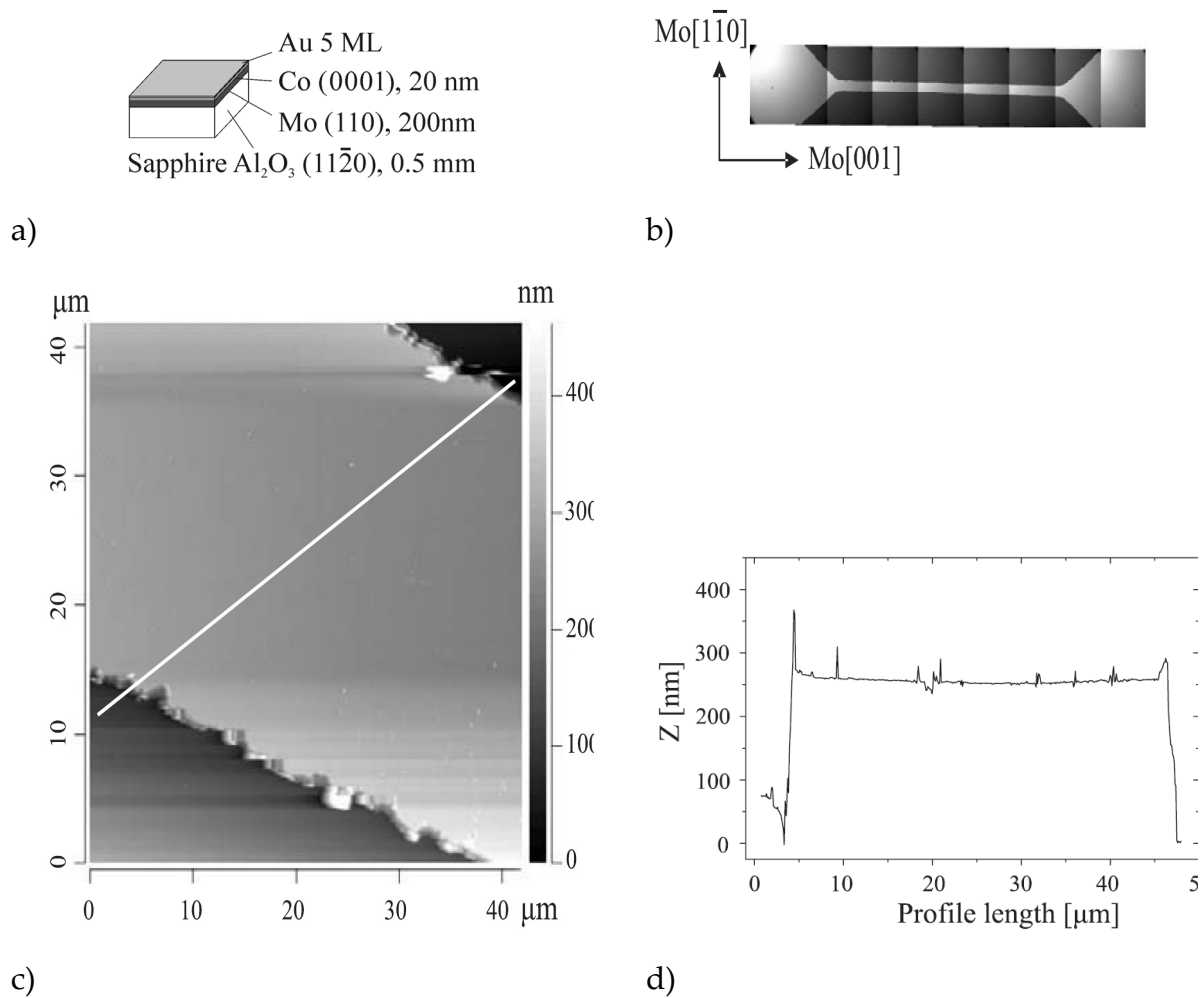 Au 5 ML
Co (0001), 20 nm
Mo (110), 200nm
Sapphire Al₂O₃ (112̅0), 0.5 mm
a)
Mo[11̅0]
Mo[001]
b)
μm
nm
40
30
20
10
0
400
300
200
100
0
0
10
20
30
40
μm
c)
400
300
200
100
0
Z [nm]
0
10
20
30
40
5
Profile length [μm]
d)